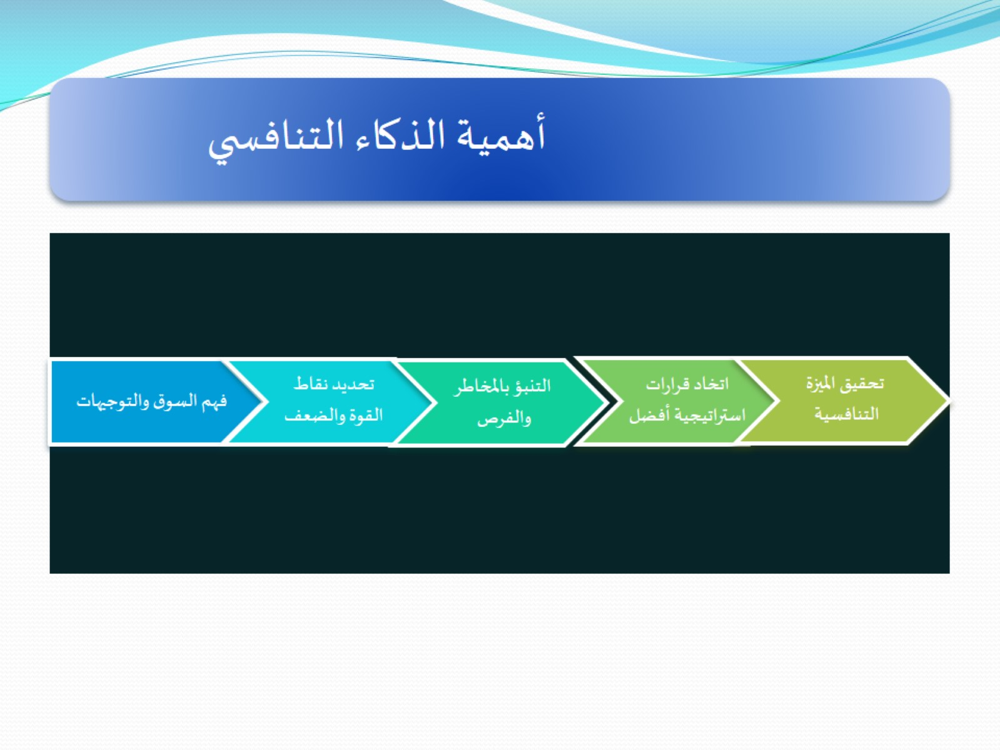 أهمية الذكاء التنافسي
فهم السوق والتوجيهات
تحديد نقاط
القوة والضعف
التنبؤ بالمخاطر
والفرص
اتخاد قرارات
استراتيجية أفضل
تحقيق الميزة
التنافسية